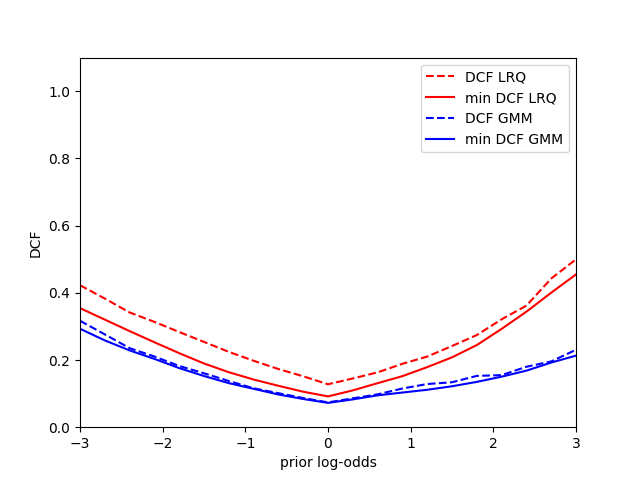 DCF LRQ
min DCF LRQ
DCF GMM
min DCF GMM
1.0
0.8
0.6
0.4
0.2
0.0
DCF
−3 −2 −1 0 1 2 3
prior log-odds